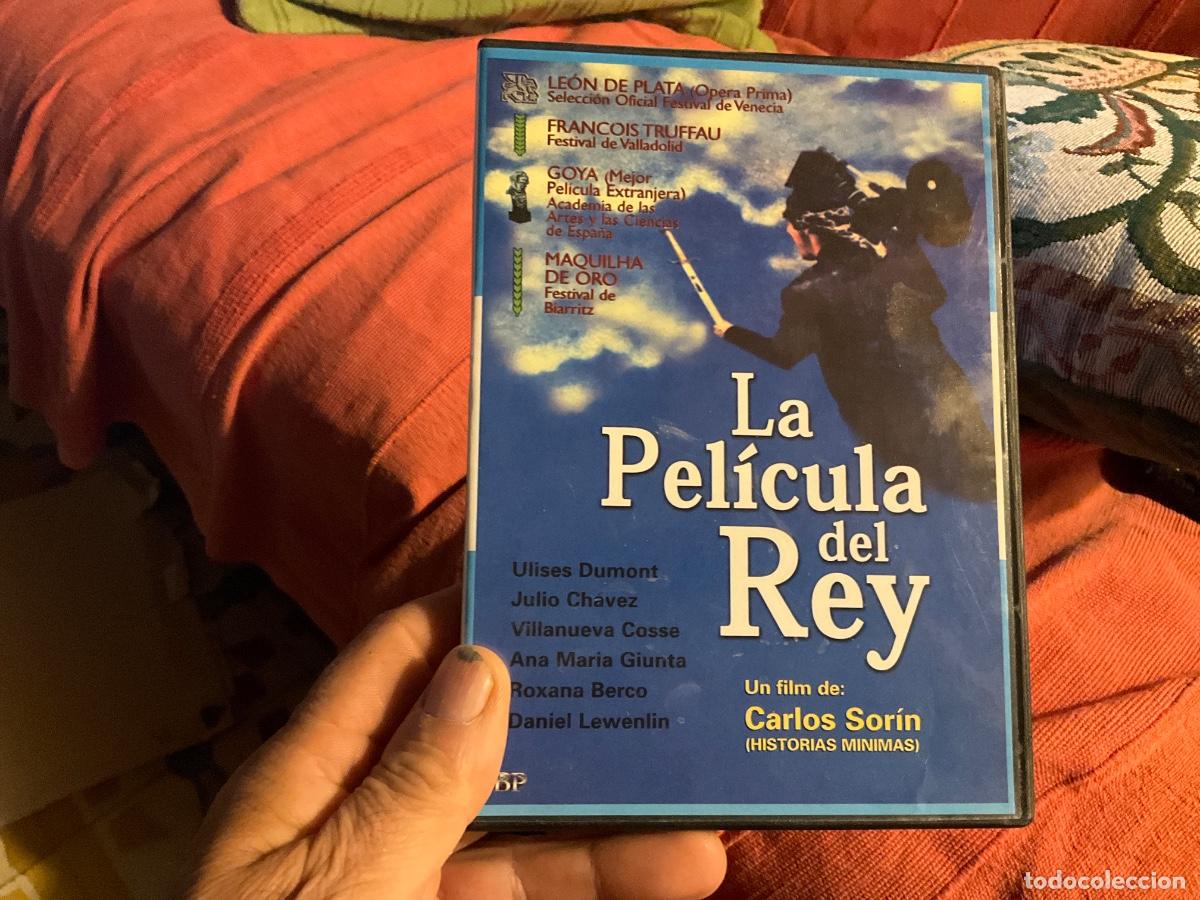 LEÓN DE PLATA (Opera Prima)
Selección Oficial Festival de Venecia
FRANCOIS TRUFFAU
Festival de Valladolid
GOYA (Mejor
Película Extranjera)
Academia de las
Artes y las Ciencias
de España
MAQUILHA
DE ORO
Festival de
Biarritz
La
Película
del
Rey
Ulises Dumont
Julio Chávez
Villanueva Cosse
Ana Maria Giunta
Roxana Berco
Daniel Lewenlin
Un film de:
Carlos Sorín
(HISTORIAS MINIMAS)
BP
todocoleccion